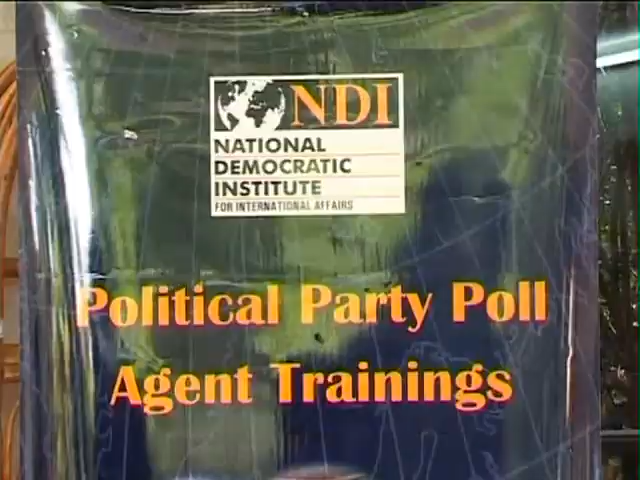 NDI
NATIONAL
DEMOCRATIC
INSTITUTE
FOR INTERNATIONAL AFFAIRS
Political Party Poll
Agent Trainings